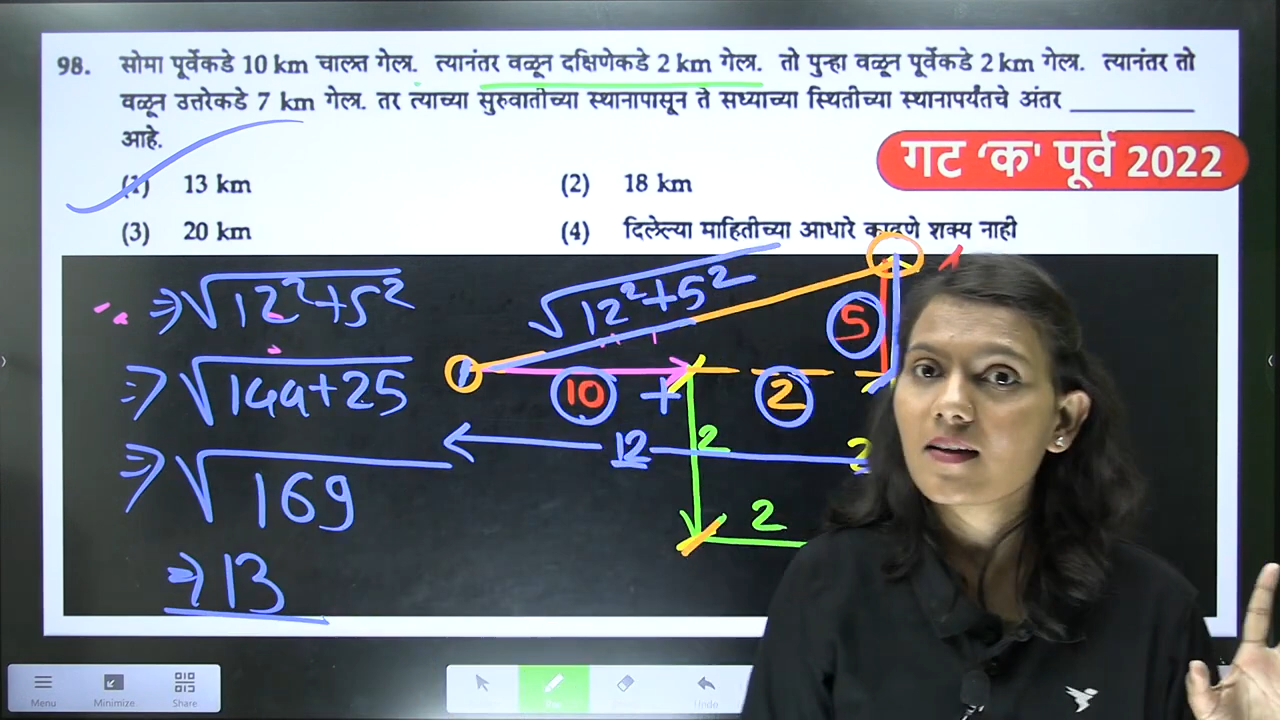 98. सोमा पूर्वेकडे 10 km चालत गेला. त्यानंतर वळून दक्षिणेकडे 2 km गेला. तो पुन्हा वळून पूर्वेकडे 2 km गेला. त्यानंतर तो
वळून उत्तरेकडे 7 km गेला. तर त्याच्या सुरुवातीच्या स्थानापासून ते सध्याच्या स्थितीच्या स्थानापर्यंतचे अंतर __________
आहे.
गट ‘क' पूर्व 2022
(1) 13 km (2) 18 km
(3) 20 km (4) दिलेल्या माहितीच्या आधारे काढणे शक्य नाही
⇒√12²+5²
√12²+5²
5
⇒√144+25
10 + 2
12
2
2
⇒√169
2
⇒13
Menu
Minimize
Share
Undo